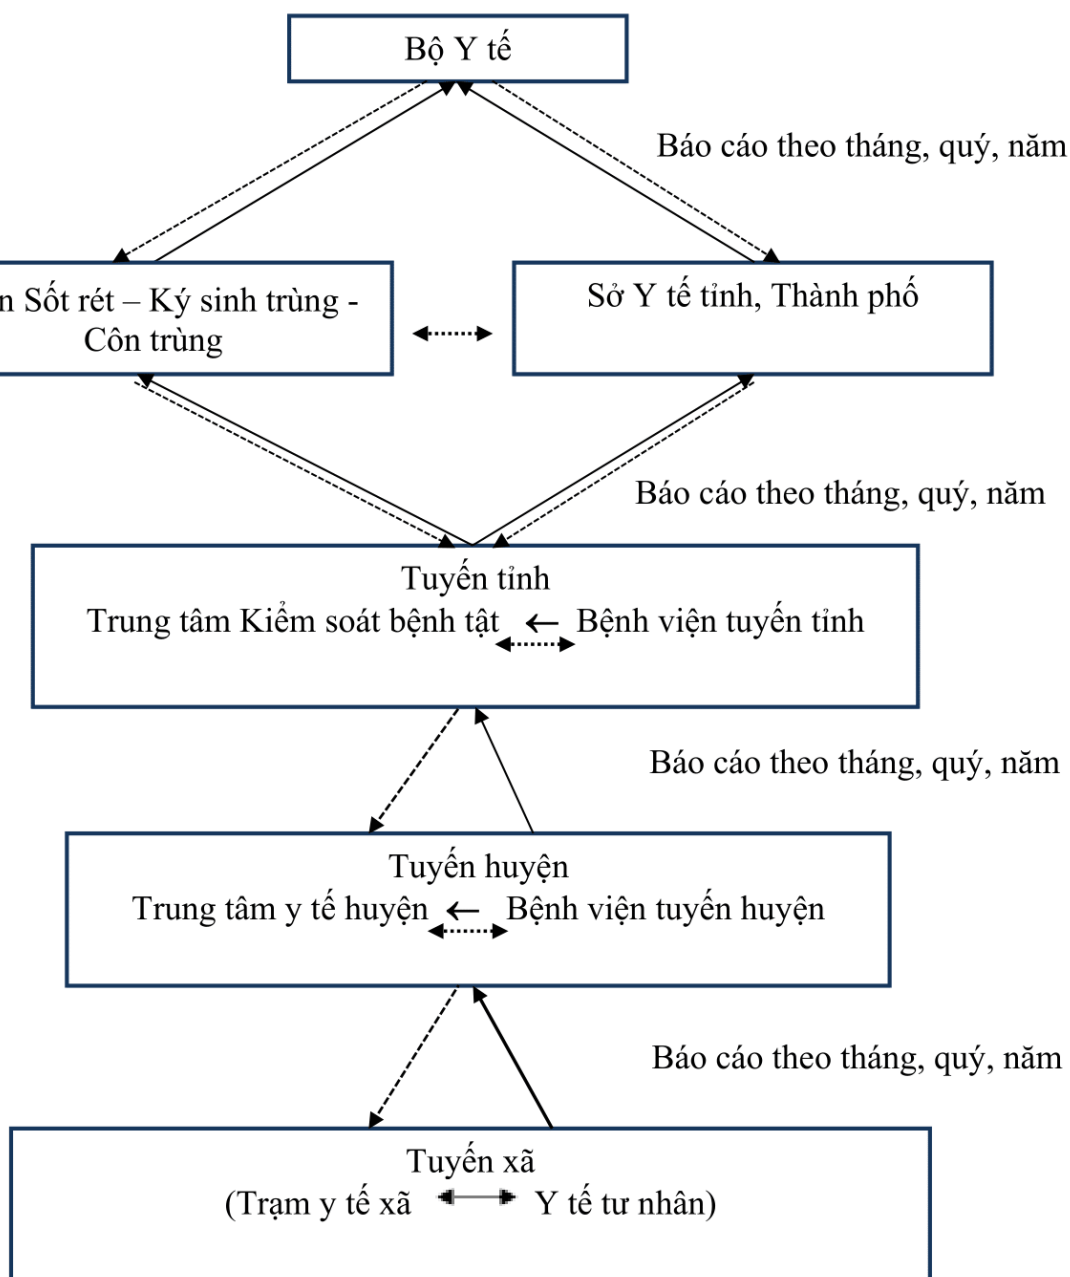 Bộ Y tế
Báo cáo theo tháng, quý, năm
n Sốt rét – Ký sinh trùng -
Côn trùng
Sở Y tế tỉnh, Thành phố
Báo cáo theo tháng, quý, năm
Tuyến tỉnh
Trung tâm Kiểm soát bệnh tật ← Bệnh viện tuyến tỉnh
Báo cáo theo tháng, quý, năm
Tuyến huyện
Trung tâm y tế huyện ← Bệnh viện tuyến huyện
Báo cáo theo tháng, quý, năm
Tuyến xã
(Trạm y tế xã Y tế tư nhân)